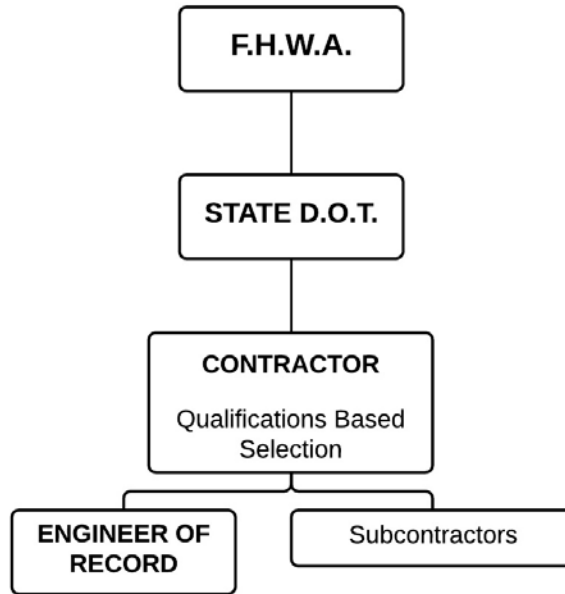 F.H.W.A.
STATE D.O.T.
CONTRACTOR
Qualifications Based
Selection
ENGINEER OF
RECORD
Subcontractors